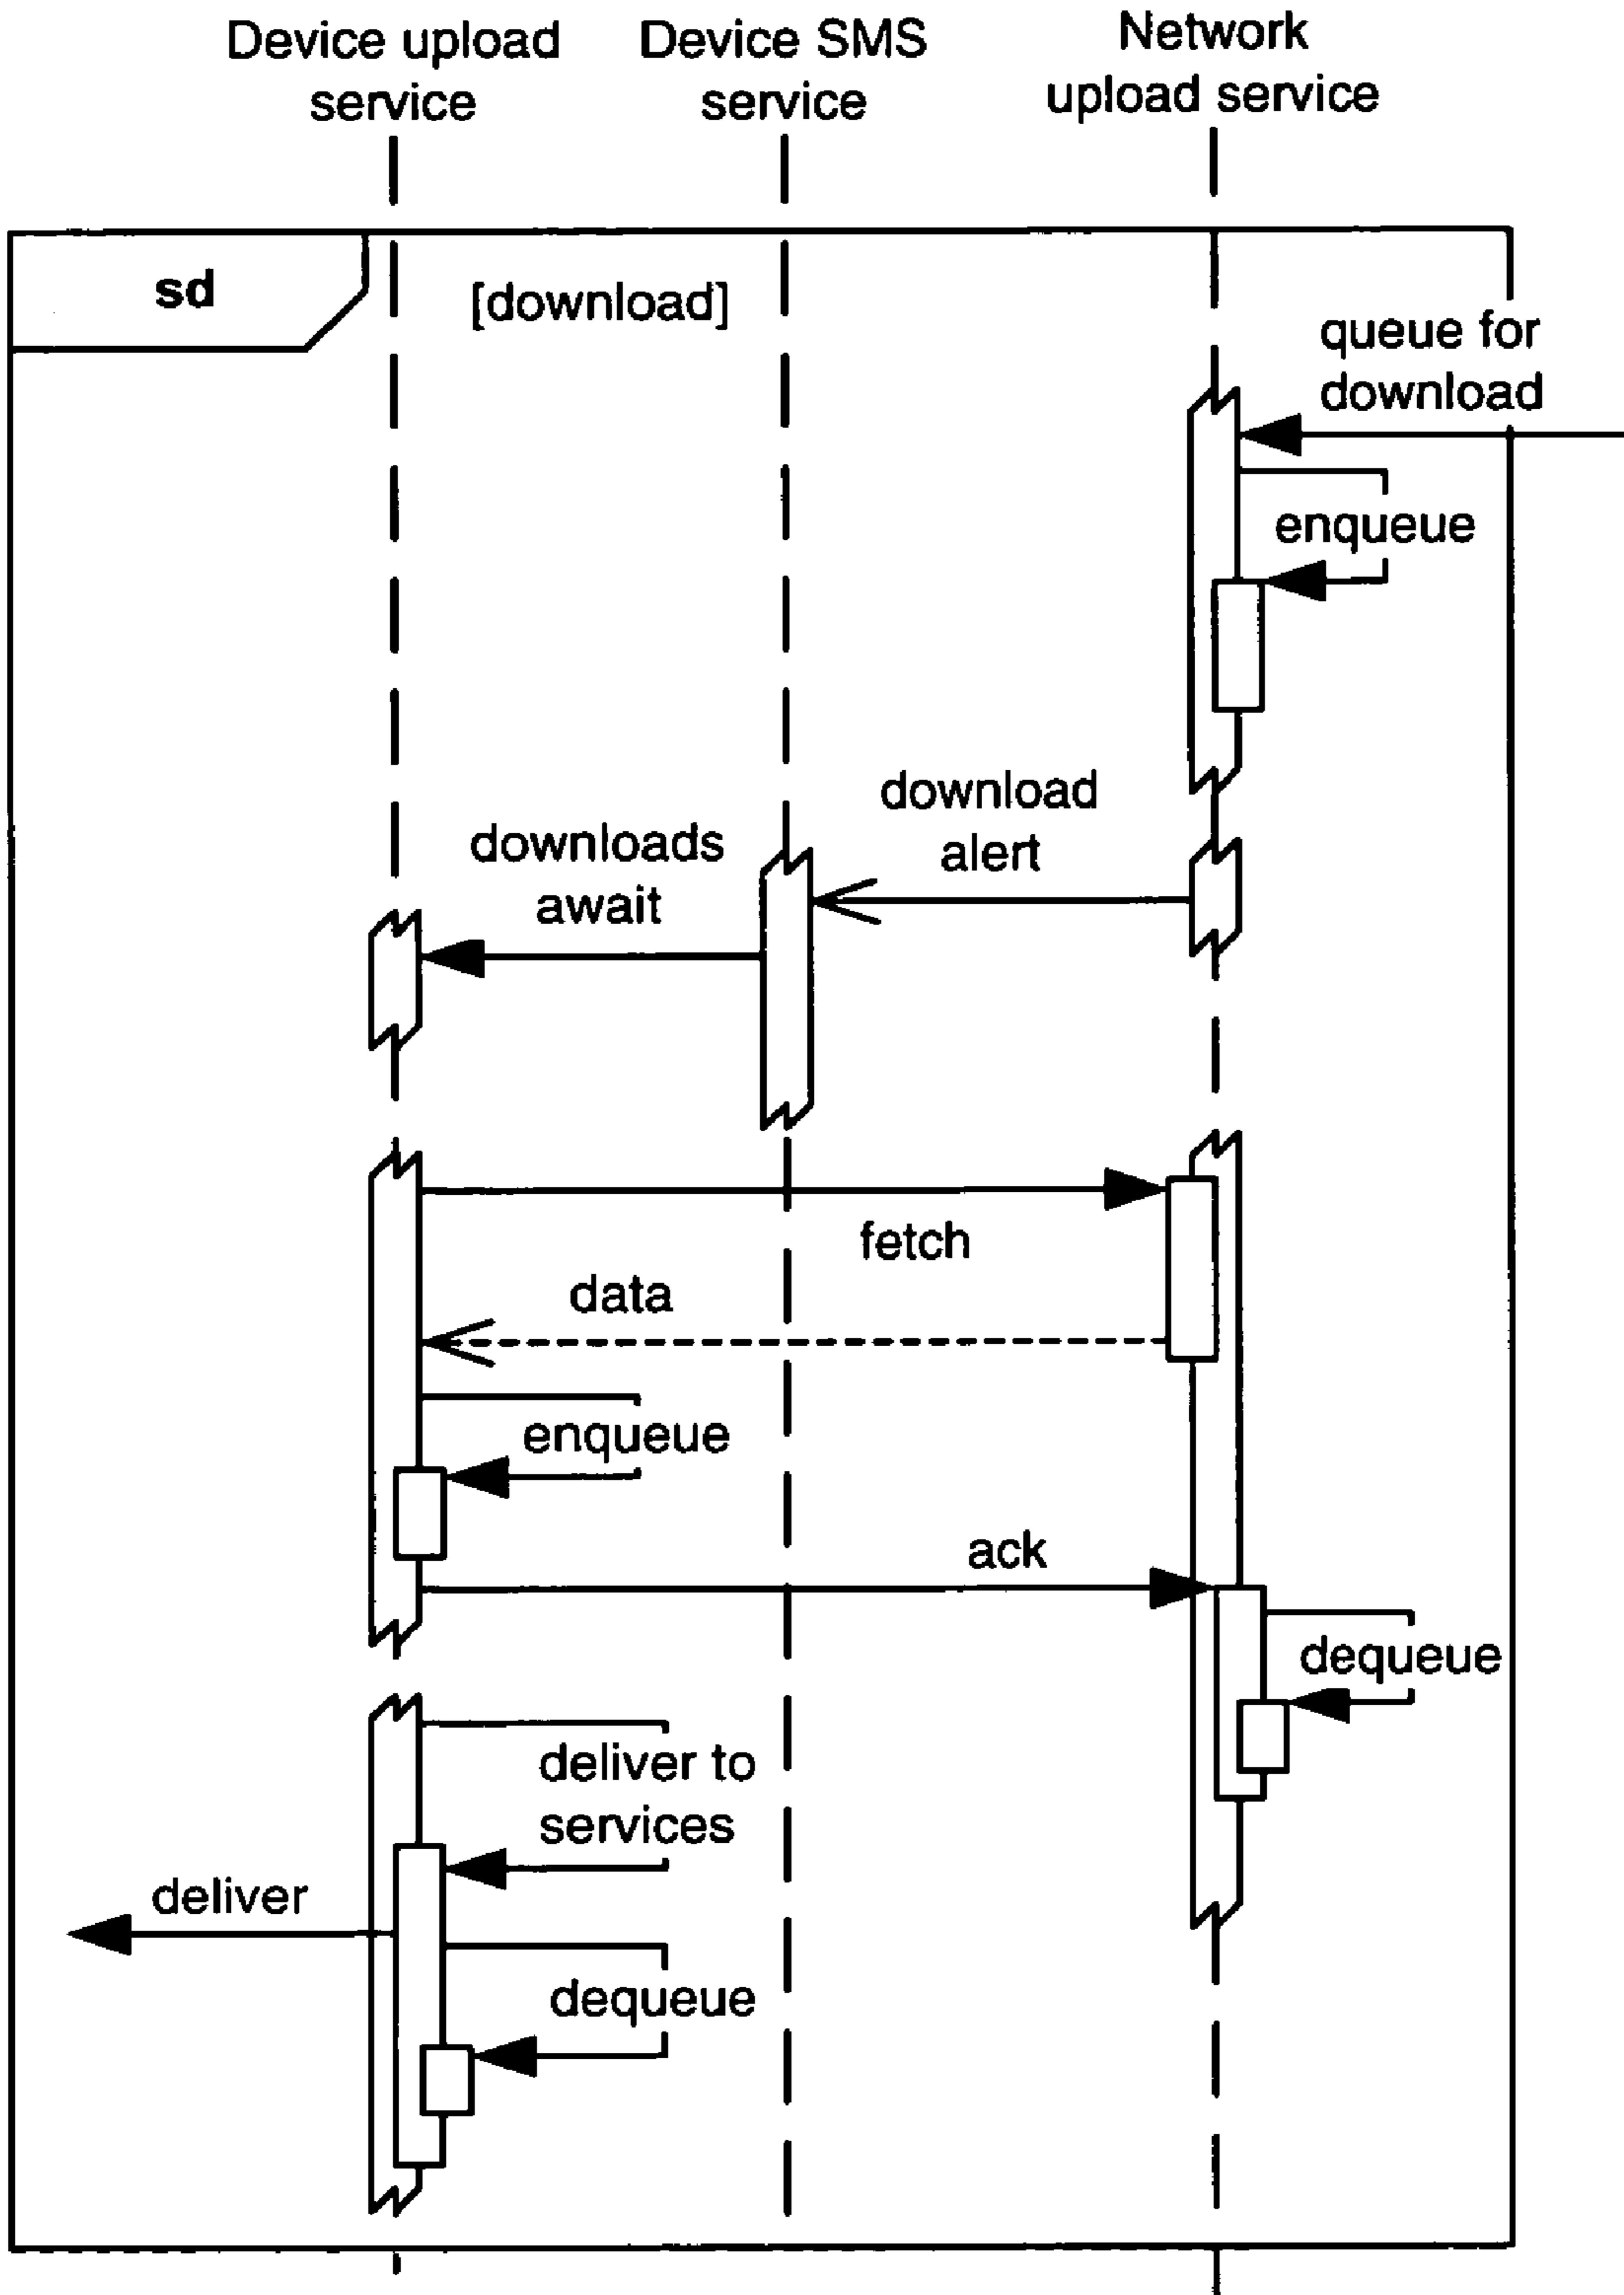 Device upload
service
Device SMS
service
Network
upload service
sd
[download]
queue for
download
enqueue
download
alert
downloads
await
fetch
data
enqueue
ack
dequeue
deliver to
services
deliver
dequeue